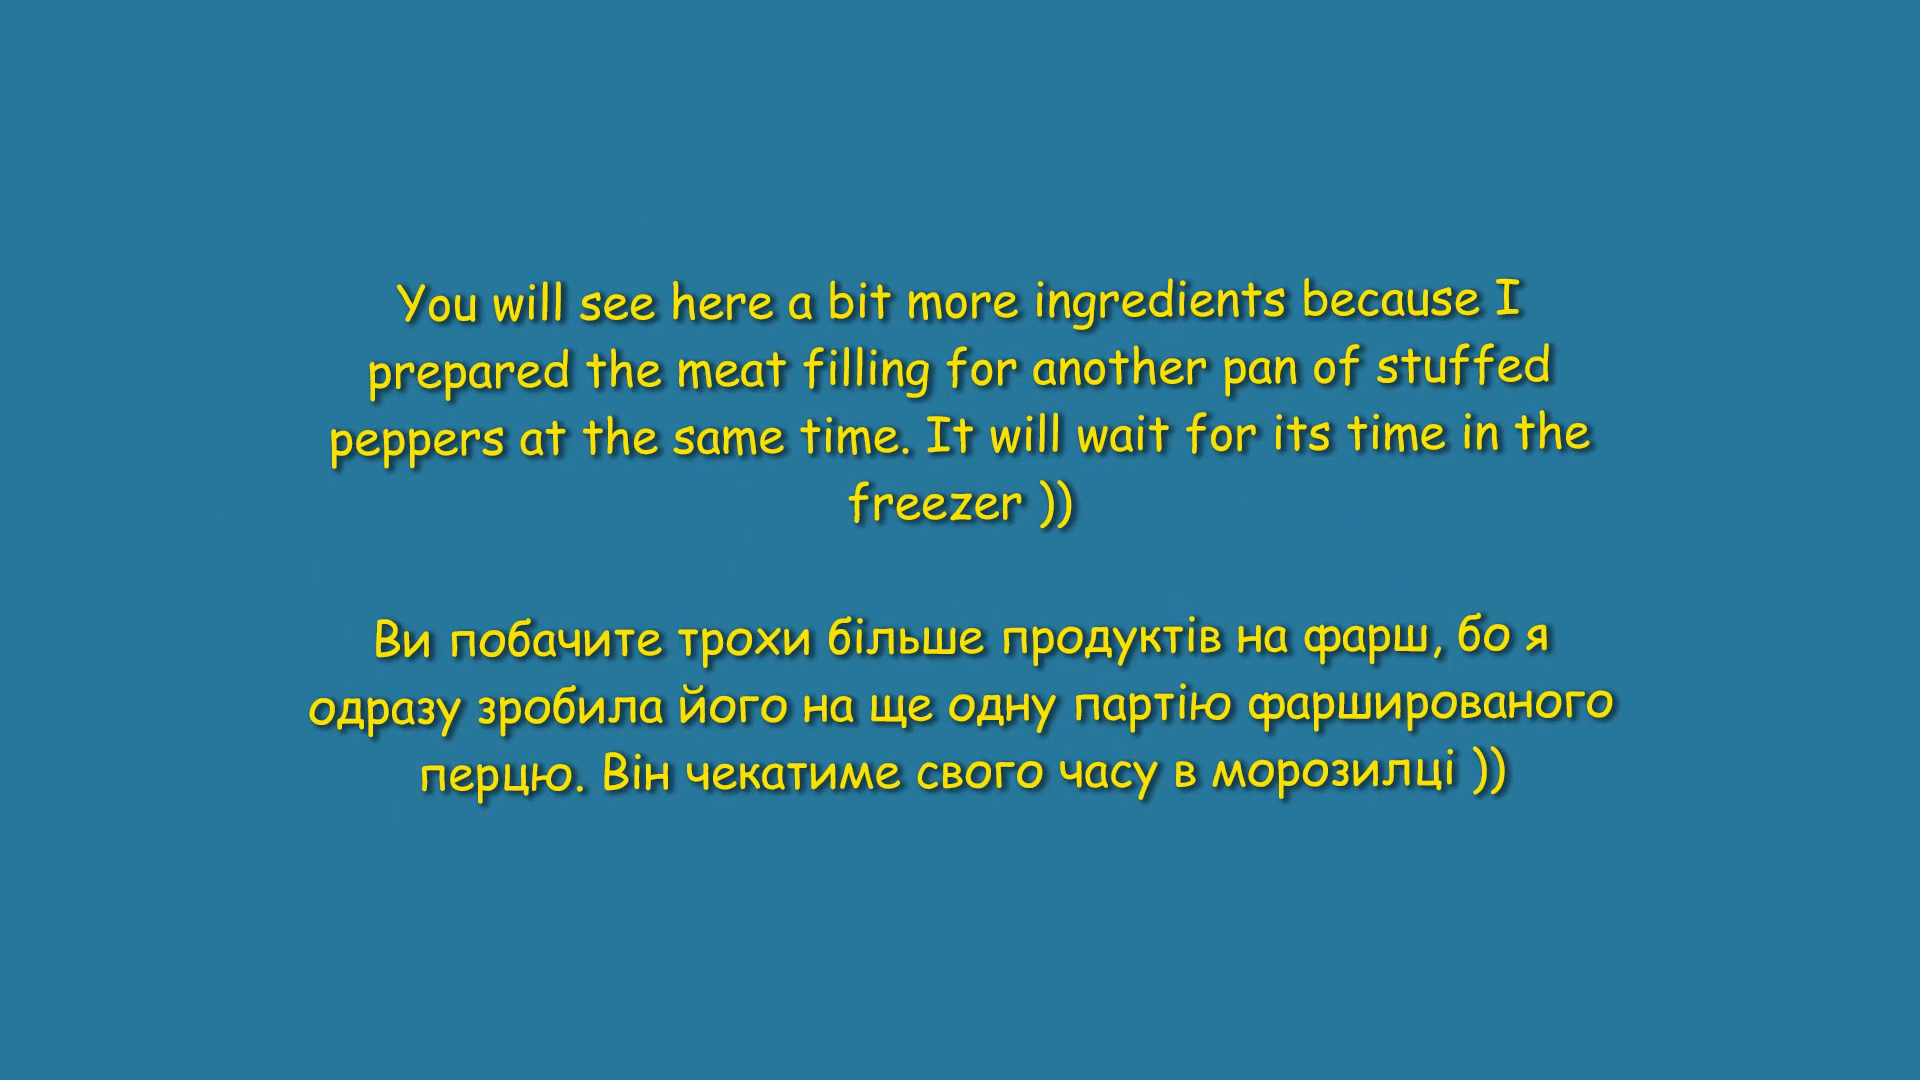 You will see here a bit more ingredients because I
prepared the meat filling for another pan of stuffed
peppers at the same time. It will wait for its time in the
freezer ))
Ви побачите трохи більше продуктів на фарш, бо я
одразу зробила його на ще одну партію фаршированого
перцю. Він чекатиме свого часу в морозилці ))